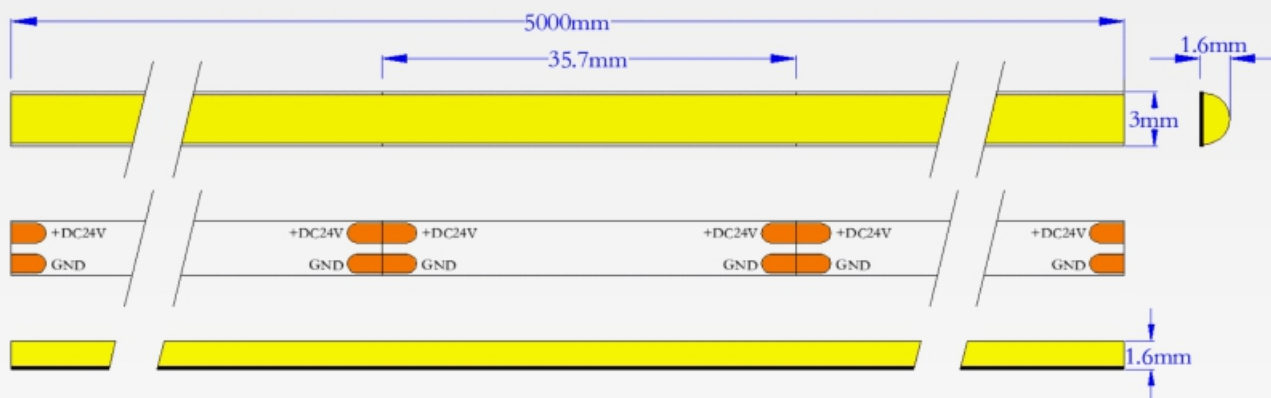 5000mm
35.7mm
1.6mm
3mm
+DC24V +DC24V +DC24V +DC24V +DC24V +DC24V
GND GND GND GND GND GND
1.6mm